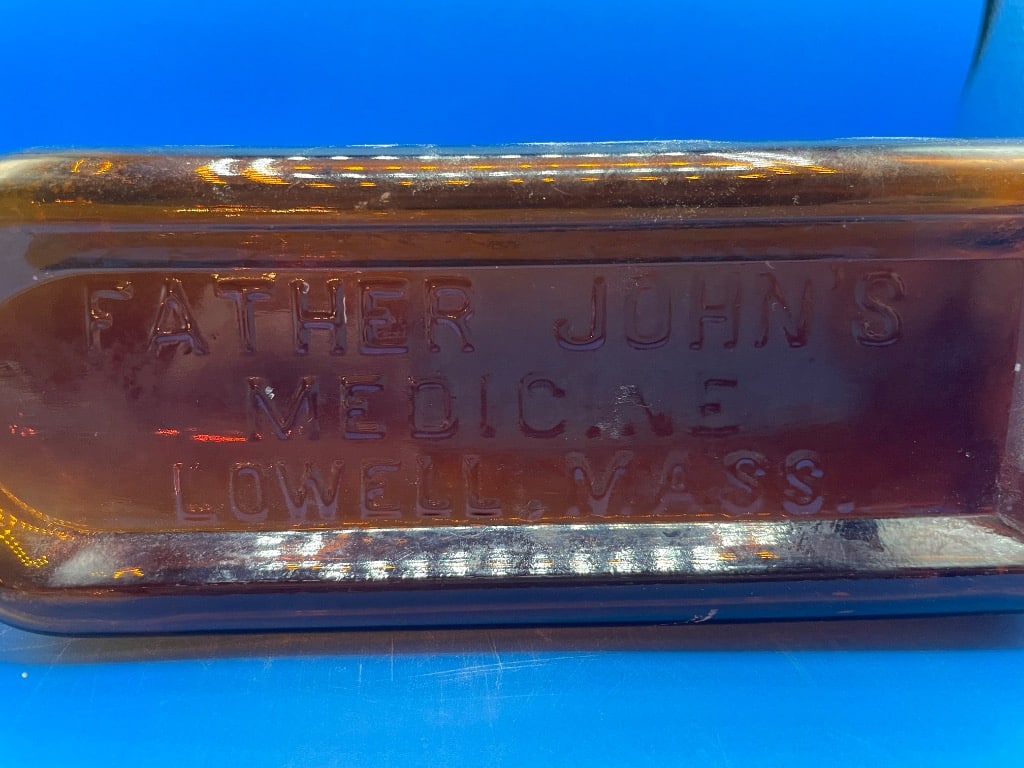 FATHER JOHN'S
MEDICINE
LOWELL, MASS.